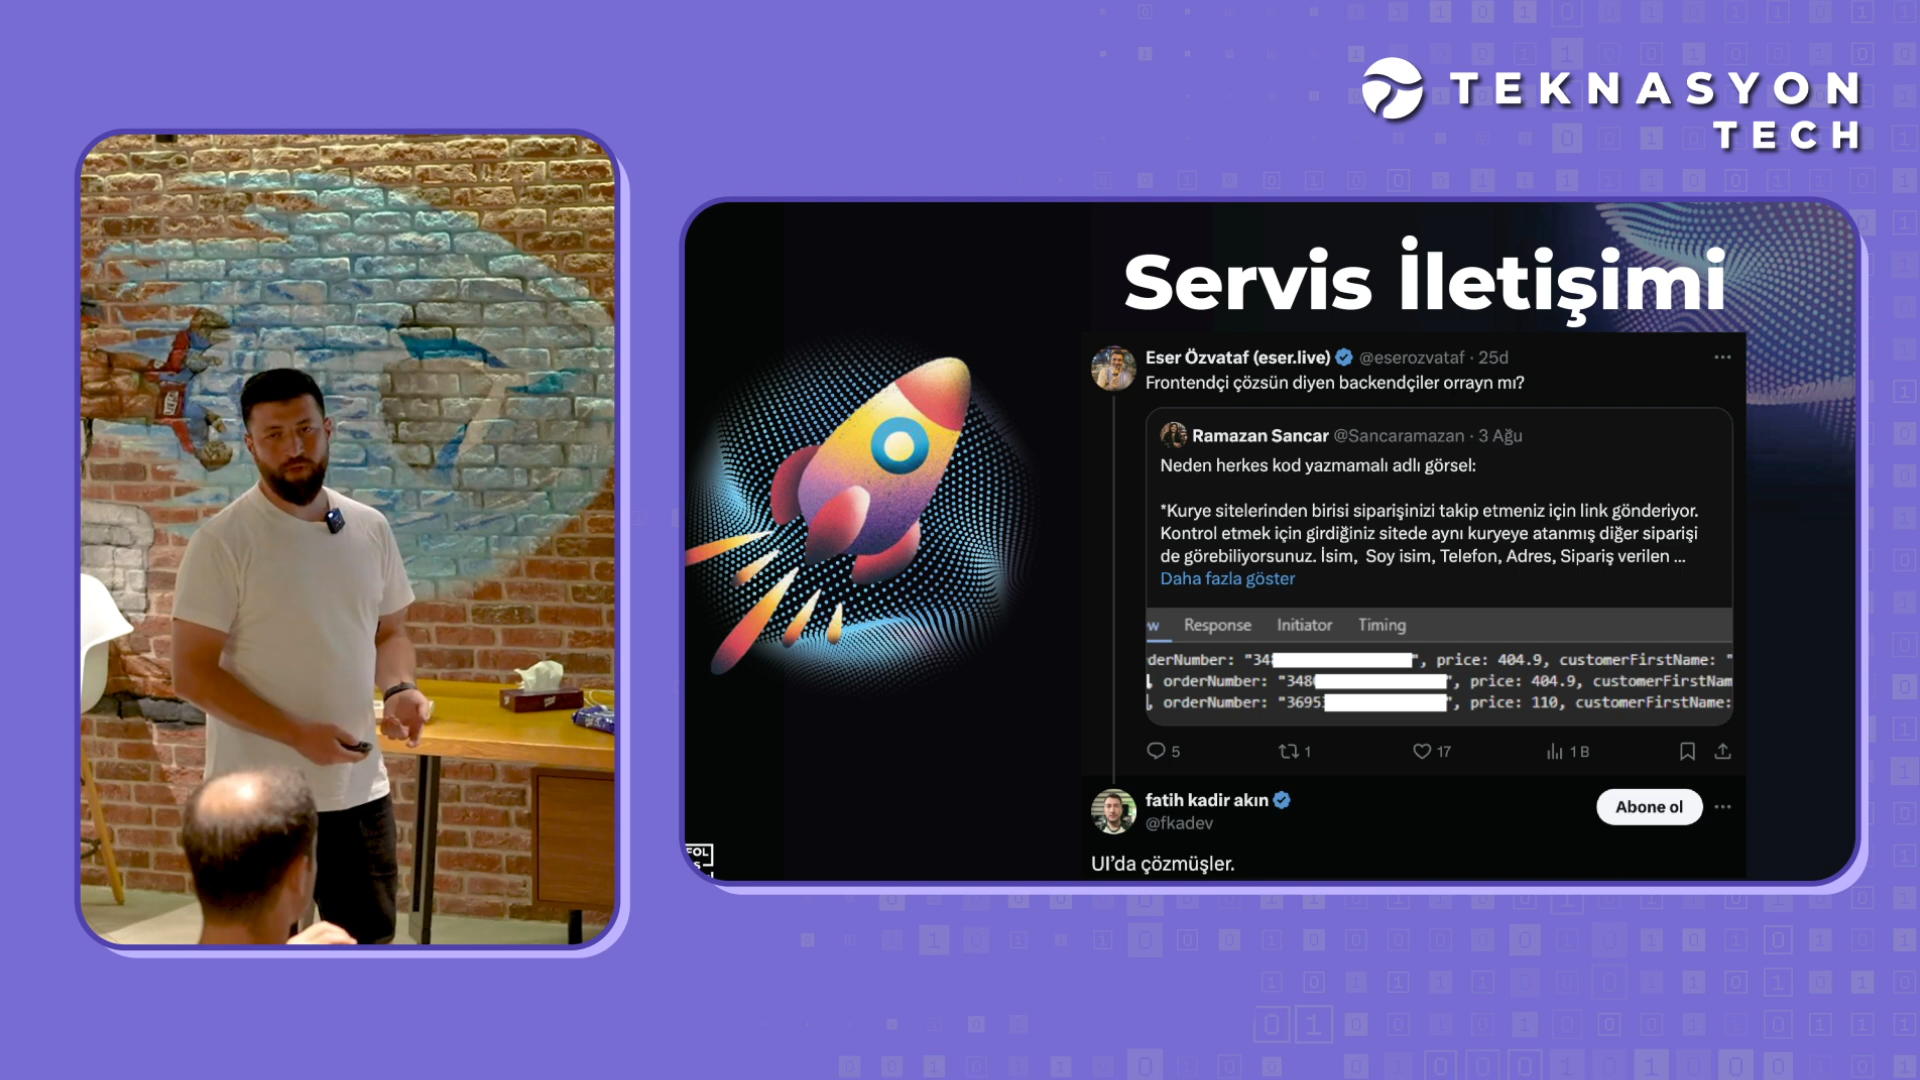 TEKNASYON
TECH
Servis İletişimi
Eser Özvataf (eser.live) @eserozvataf · 25d
Frontendçi çözsün diyen backendçiler orrayn mı?
Ramazan Sancar @Sancaramazan · 3 Ağu
Neden herkes kod yazmamalı adlı görsel:
*Kurye sitelerinden birisi siparişinizi takip etmeniz için link gönderiyor.
Kontrol etmek için girdiğiniz sitede aynı kuryeye atanmış diğer siparişi
de görebiliyorsunuz. İsim, Soy isim, Telefon, Adres, Sipariş verilen ...
Daha fazla göster
w Response Initiator Timing
derNumber: "34 ", price: 404.9, customerFirstName: "
, orderNumber: "348 ", price: 404.9, customerFirstNam
, orderNumber: "3695 ", price: 110, customerFirstName:
5 1 17 1 B
fatih kadir akın
Abone ol
@fkadev
UI'da çözmüşler.